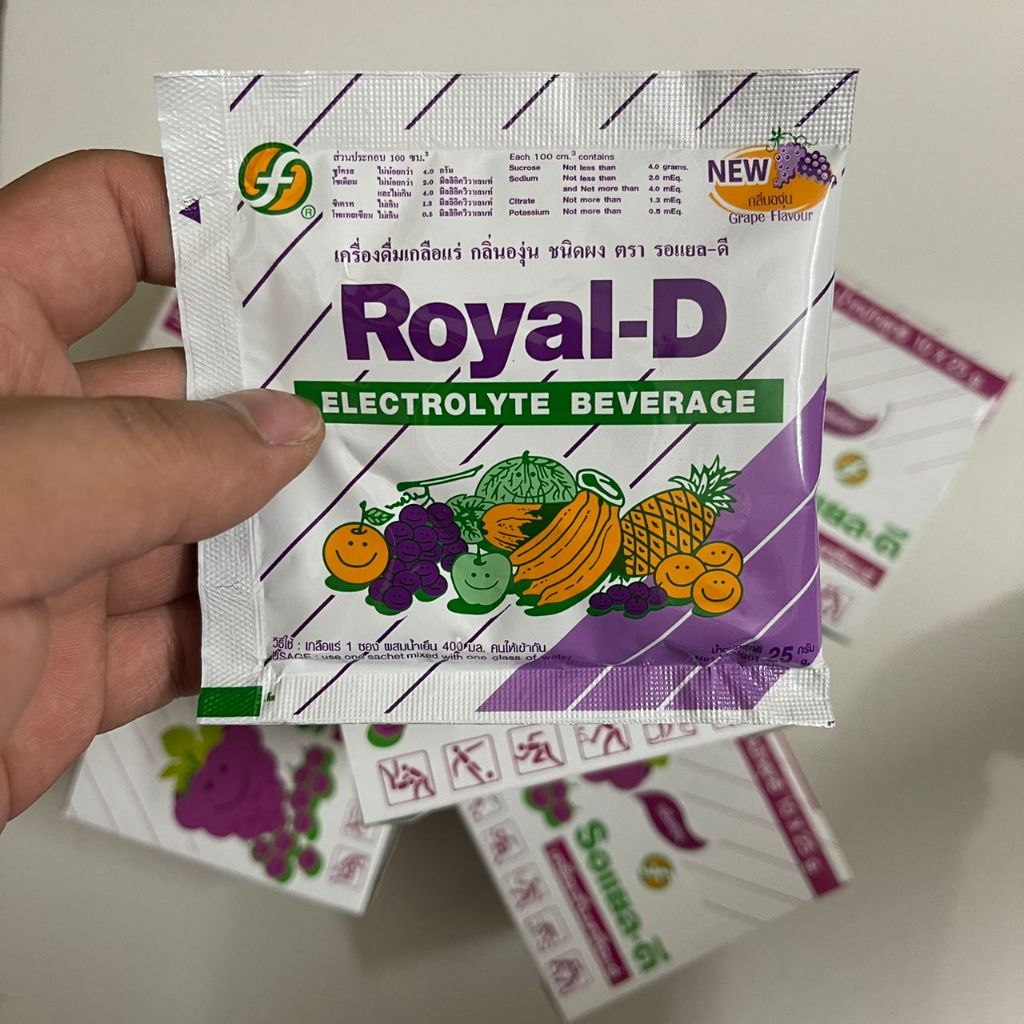 ส่วนประกอบ 100 ซม.³
ซูโครส ไม่น้อยกว่า 4.0 กรัม
โซเดียม ไม่น้อยกว่า 2.0 มิลลิอิควิวาเลนท์
และไม่เกิน 4.0 มิลลิอิควิวาเลนท์
ซิเตรท ไม่เกิน 1.3 มิลลิอิควิวาเลนท์
โพแทสเซียม ไม่เกิน 0.5 มิลลิอิควิวาเลนท์
Each 100 cm.³ contains
Sucrose Not less than 4.0 grams.
Sodium Not less than 2.0 mEq.
and Not more than 4.0 mEq.
Citrate Not more than 1.3 mEq.
Potassium Not more than 0.5 mEq.
NEW
กลิ่นองุ่น
Grape Flavour
®
เครื่องดื่มเกลือแร่ กลิ่นองุ่น ชนิดผง ตรา รอแยล-ดี
Royal-D
ELECTROLYTE BEVERAGE
วิธีใช้ : เกลือแร่ 1 ซอง ผสมน้ำเย็น 400 มล. คนให้เข้ากัน
USAGE : use one sachet mixed with one glass of water
25 กรัม
g.
10 X 25 g.
รอแยล-ดี
10 X 25 g.